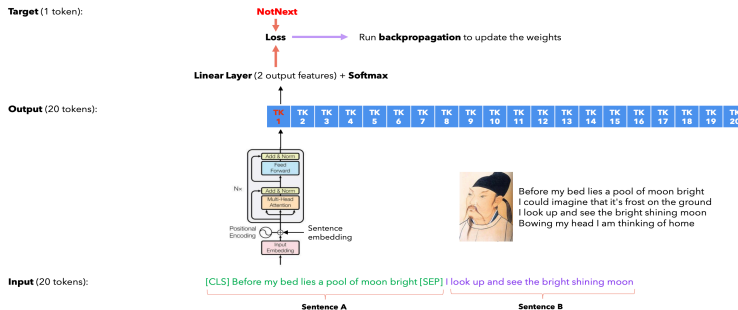 Target (1 token):
NotNext
Loss
Run backpropagation to update the weights
Linear Layer (2 output features) + Softmax
Output (20 tokens):
TK 1
TK 2
TK 3
TK 4
TK 5
TK 6
TK 7
TK 8
TK 9
TK 10
TK 11
TK 12
TK 13
TK 14
TK 15
TK 16
TK 17
TK 18
TK 19
TK 20
Add & Norm
Feed Forward
Nx
Add & Norm
Multi-Head Attention
Positional Encoding
Sentence embedding
Input Embedding
Before my bed lies a pool of moon bright
I could imagine that it's frost on the ground
I look up and see the bright shining moon
Bowing my head I am thinking of home
Input (20 tokens):
[CLS] Before my bed lies a pool of moon bright [SEP] I look up and see the bright shining moon
Sentence A
Sentence B